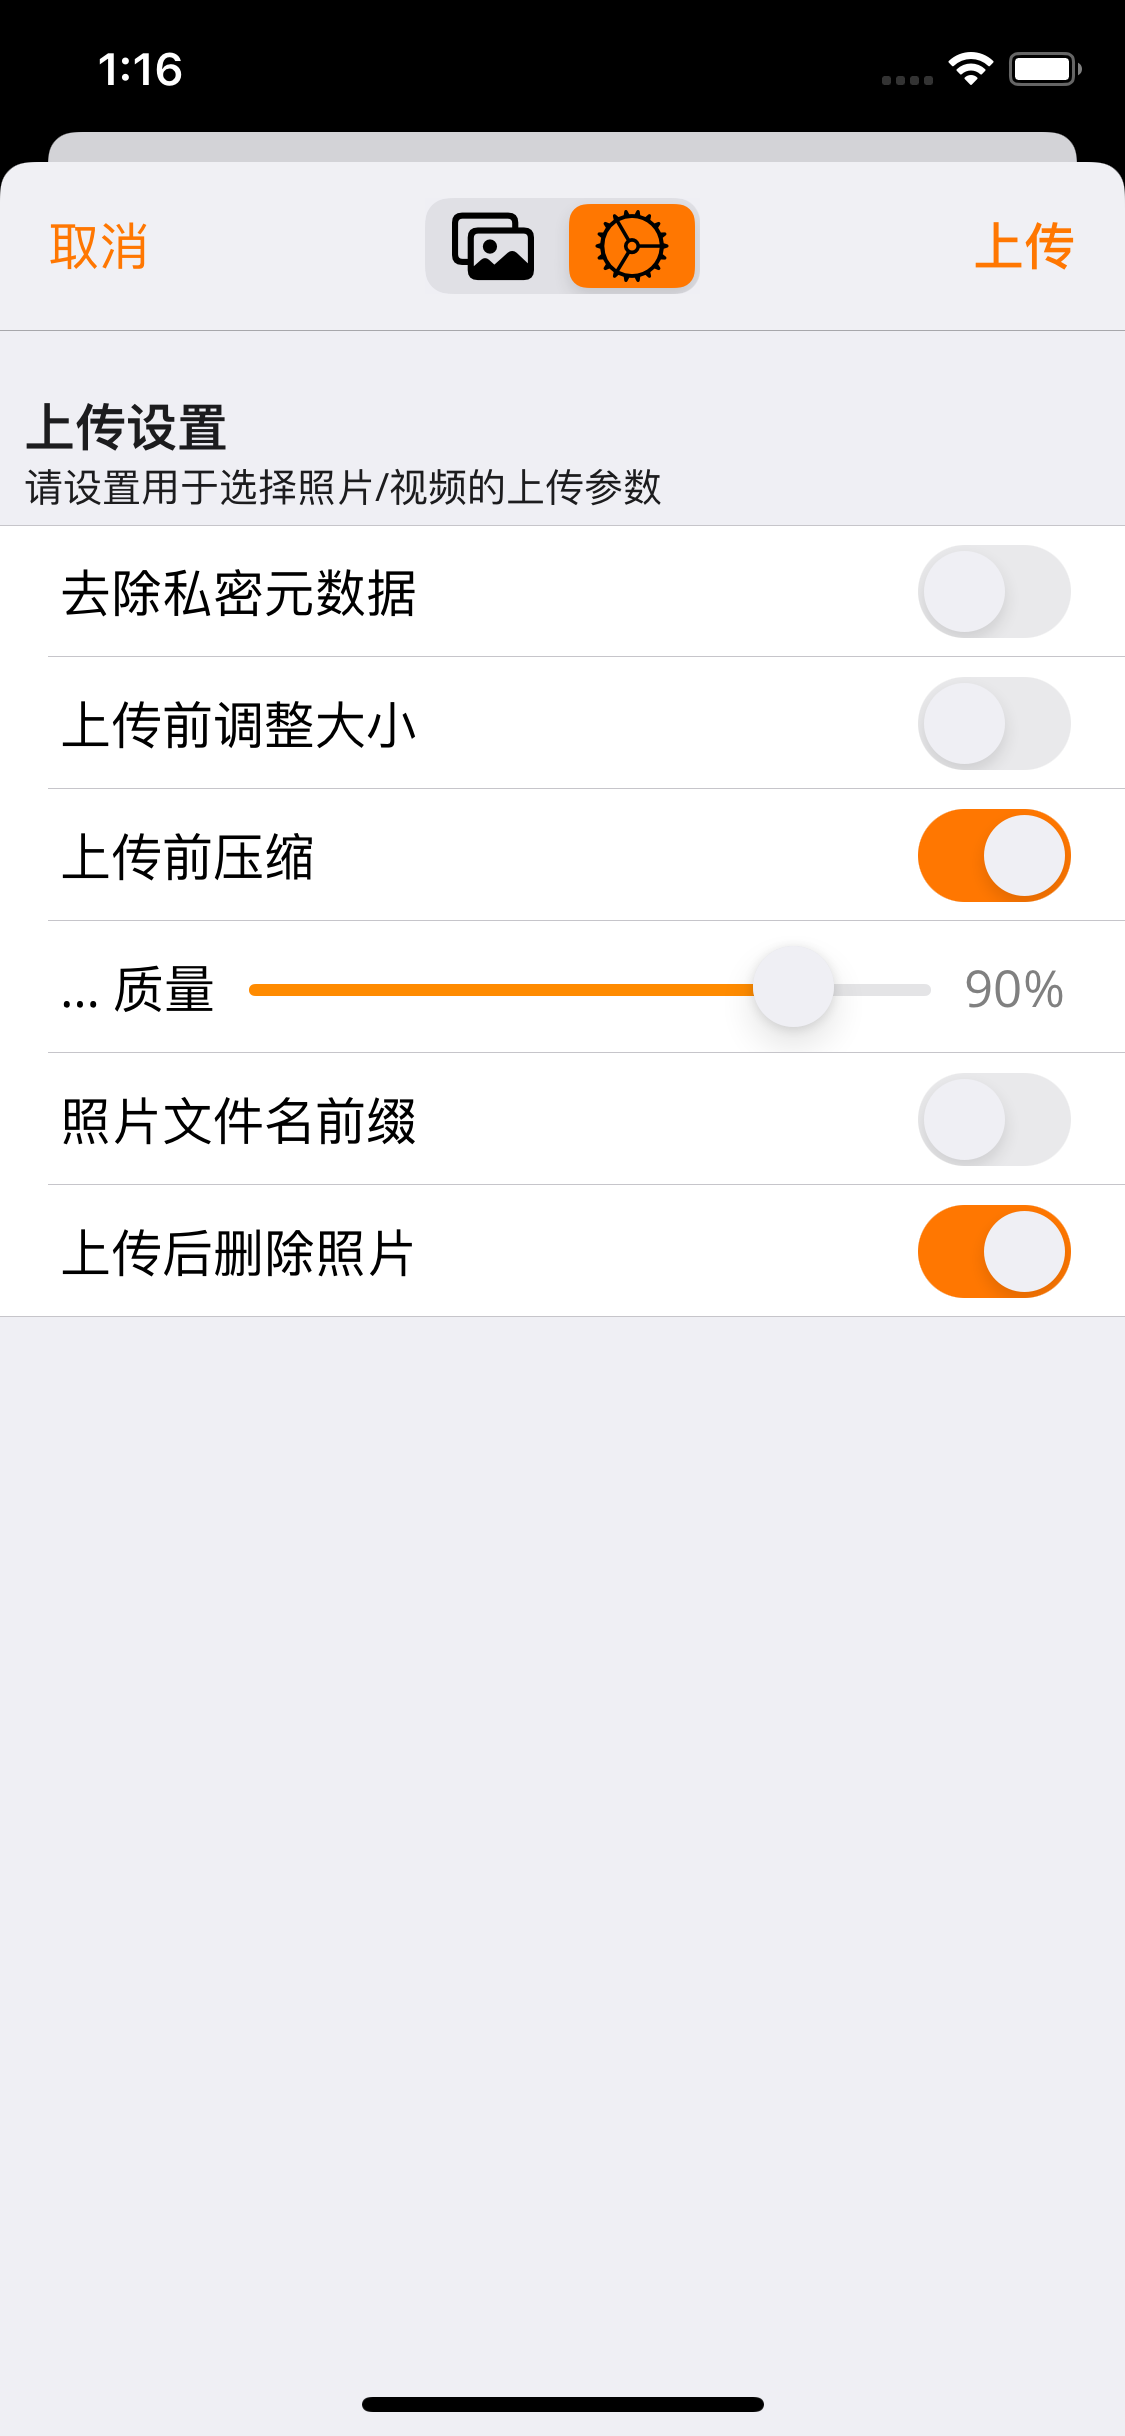 1:16
取消
上传
上传设置
请设置用于选择照片/视频的上传参数
去除私密元数据
上传前调整大小
上传前压缩
... 质量 90%
照片文件名前缀
上传后删除照片